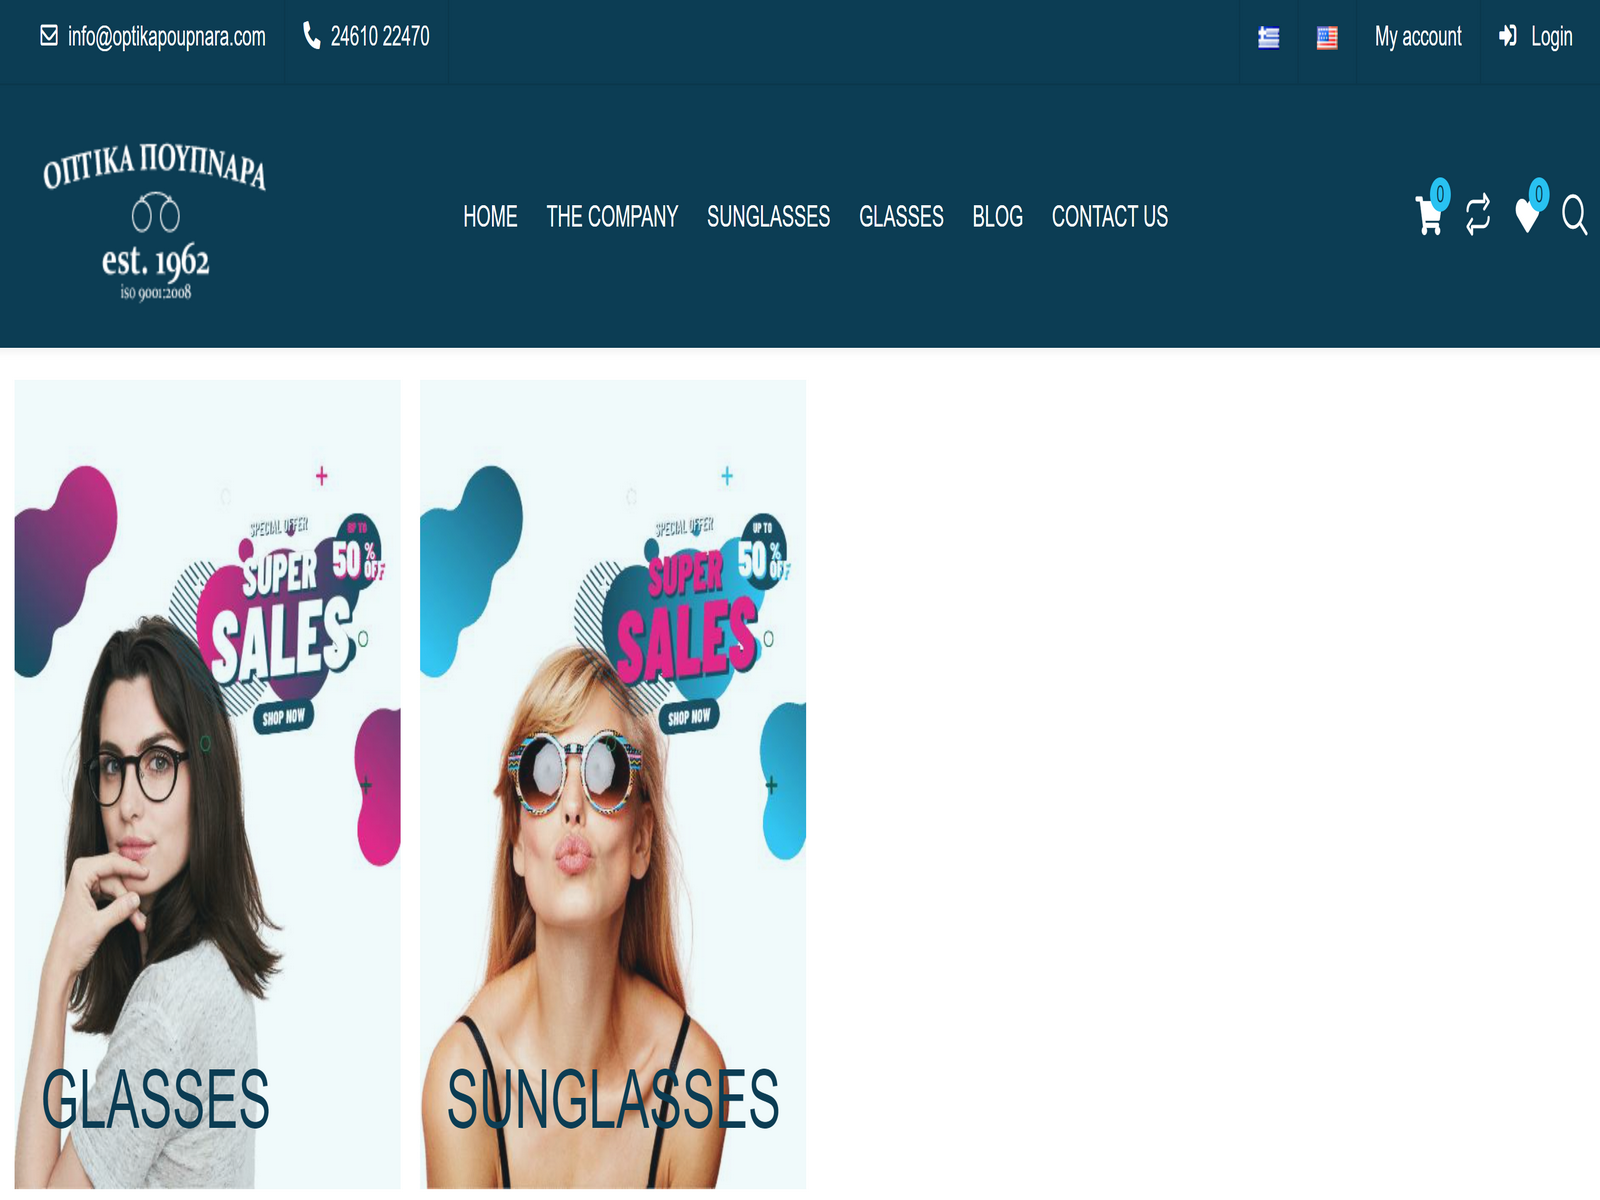 info@optikapoupnara.com
24610 22470
My account
Login
ΟΠΤΙΚΑ ΠΟΥΠΝΑΡΑ
est. 1962
iso 9001:2008
HOME
THE COMPANY
SUNGLASSES
GLASSES
BLOG
CONTACT US
0
0
SPECIAL OFFER
UP TO
50 % OFF
SUPER
SALES
SHOP NOW
GLASSES
SPECIAL OFFER
UP TO
50 % OFF
SUPER
SALES
SHOP NOW
SUNGLASSES